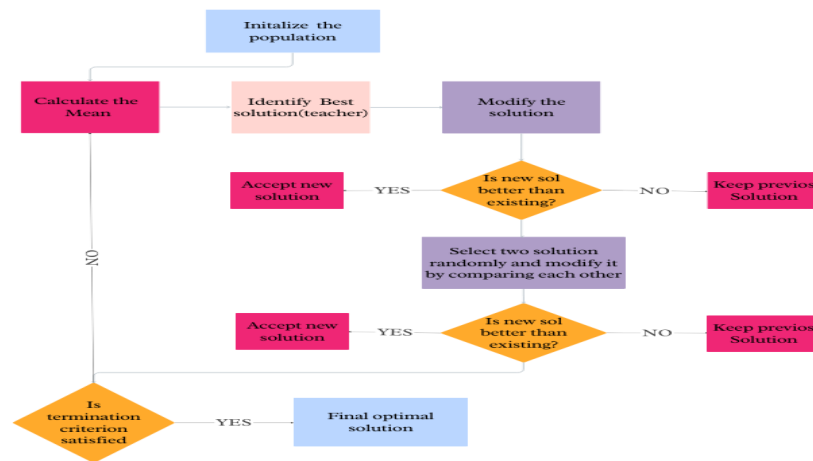 Initalize the
population
Calculate the
Mean
Identify Best
solution(teacher)
Modify the
solution
Accept new
solution
YES
Is new sol
better than
existing?
NO
Keep previos
Solution
Select two solution
randomly and modify it
by comparing each other
NO
Accept new
solution
YES
Is new sol
better than
existing?
NO
Keep previos
Solution
Is
termination
criterion
satisfied
YES
Final optimal
solution